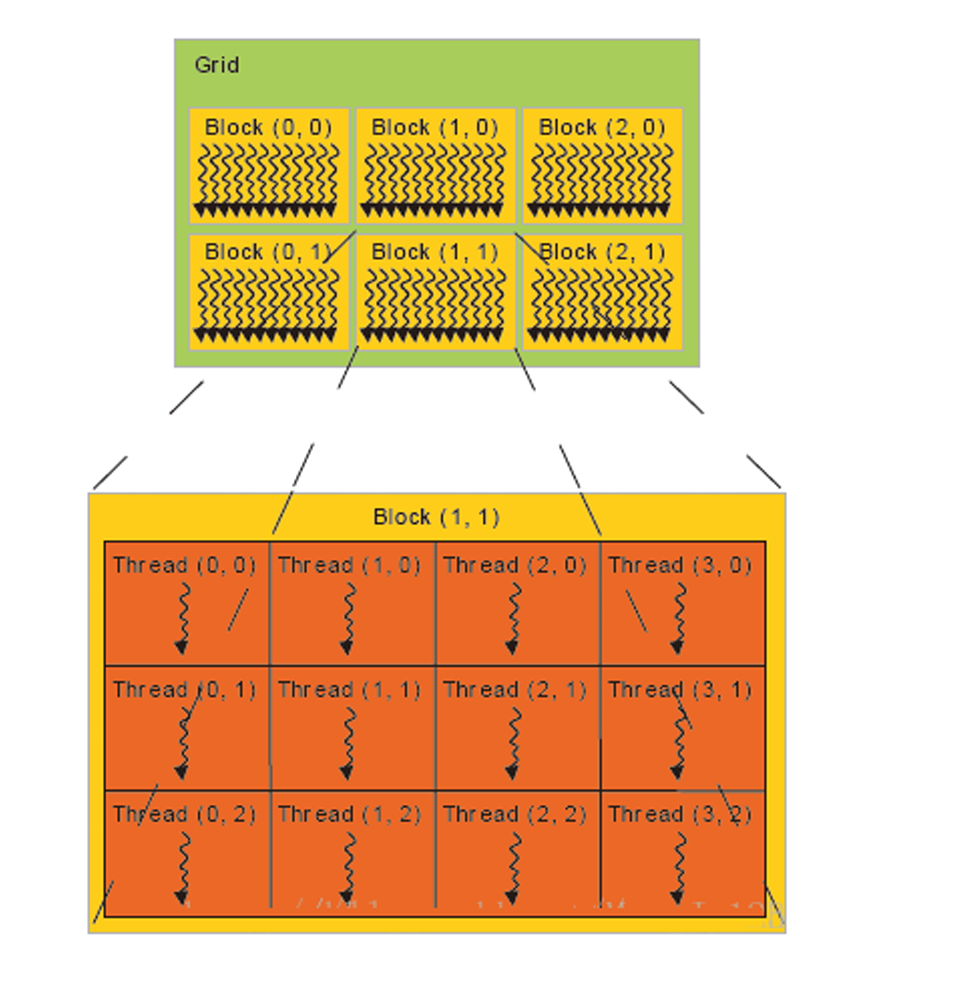 Grid
Block (0, 0) Block (1, 0) Block (2, 0)
Block (0, 1) Block (1, 1) Block (2, 1)
Block (1, 1)
Thread (0, 0) Thread (1, 0) Thread (2, 0) Thread (3, 0)
Thread (0, 1) Thread (1, 1) Thread (2, 1) Thread (3, 1)
Thread (0, 2) Thread (1, 2) Thread (2, 2) Thread (3, 2)